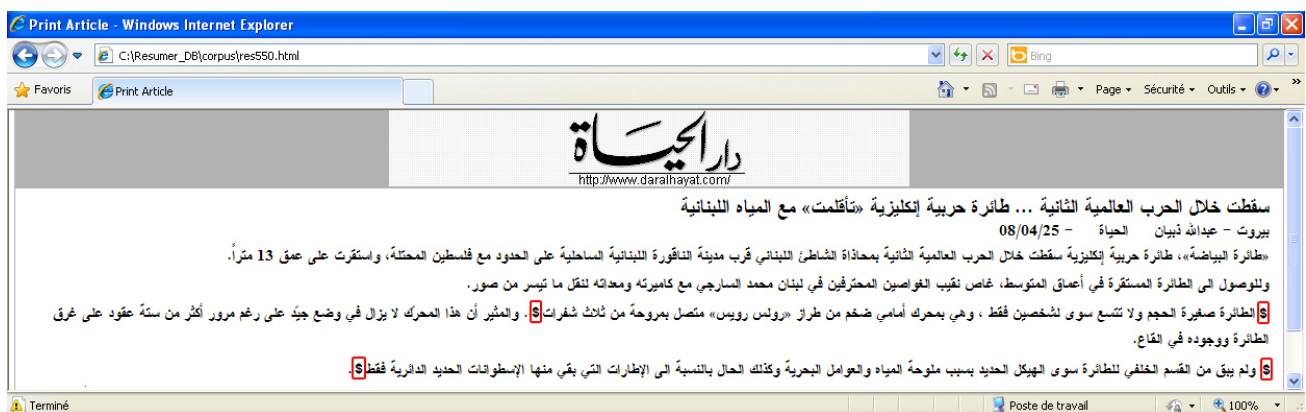 Print Article - Windows Internet Explorer
C:\Resumer_DB\corpus\res550.html
Bing
Favoris
Print Article
Page
Sécurité
Outils
دار الحياة
http://www.daralhayat.com/
سقطت خلال الحرب العالمية الثانية ... طائرة حربية إنكليزية «تأقلمت» مع المياه اللبنانية
بيروت - عبدالله ذبيان الحياة - 08/04/25
«طائرة البياضة»، طائرة حربية إنكليزية سقطت خلال الحرب العالمية الثانية بمحاذاة الشاطئ اللبناني قرب مدينة الناقورة اللبنانية الساحلية على الحدود مع فلسطين المحتلة، واستقرت على عمق 13 متراً.
وللوصول الى الطائرة المستقرة في أعماق المتوسط، غاص نقيب الغواصين المحترفين في لبنان محمد السارجي مع كاميرته ومعداته لنقل ما تيسر من صور.
$ الطائرة صغيرة الحجم ولا تتسع سوى لشخصين فقط ، وهي بمحرك أمامي ضخم من طراز «رولس رويس» متصل بمروحة من ثلاث شفرات $ . والمثير أن هذا المحرك لا يزال في وضع جيّد على رغم مرور أكثر من ستة عقود على غرق
الطائرة ووجوده في القاع.
$ ولم يبق من القسم الخلفي للطائرة سوى الهيكل الحديد بسبب ملوحة المياه والعوامل البحرية وكذلك الحال بالنسبة الى الإطارات التي بقي منها الإسطوانات الحديد الدائرية فقط $ .
Terminé
Poste de travail
100%